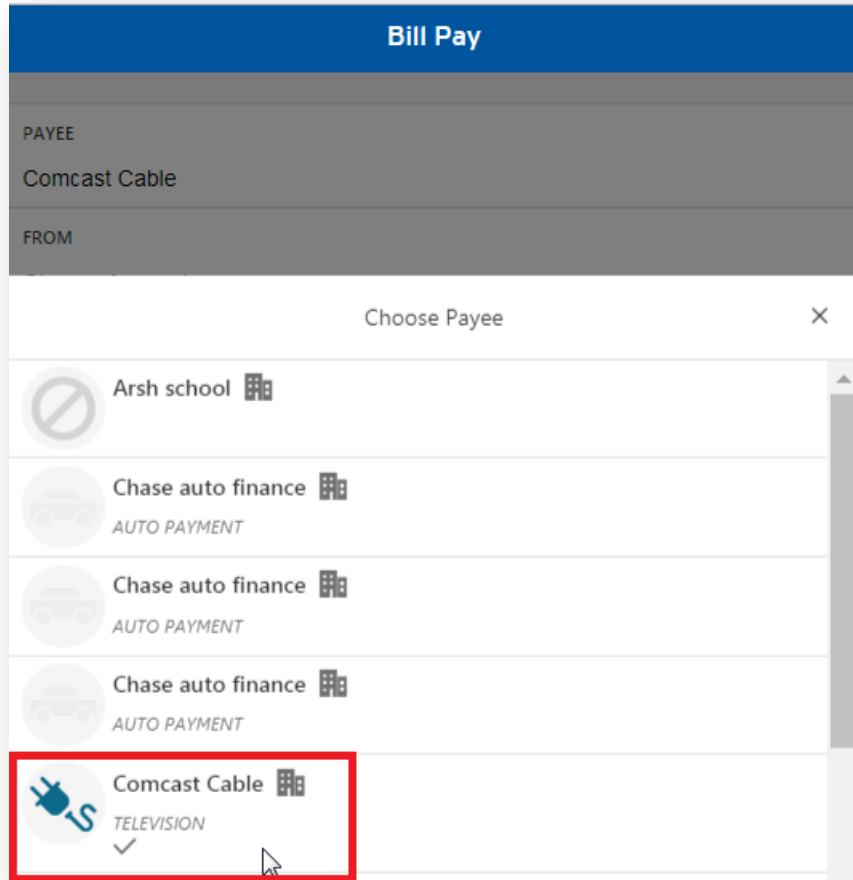 Bill Pay
PAYEE
Comcast Cable
FROM
Choose Payee
Arsh school
Chase auto finance
AUTO PAYMENT
Chase auto finance
AUTO PAYMENT
Chase auto finance
AUTO PAYMENT
Comcast Cable
TELEVISION